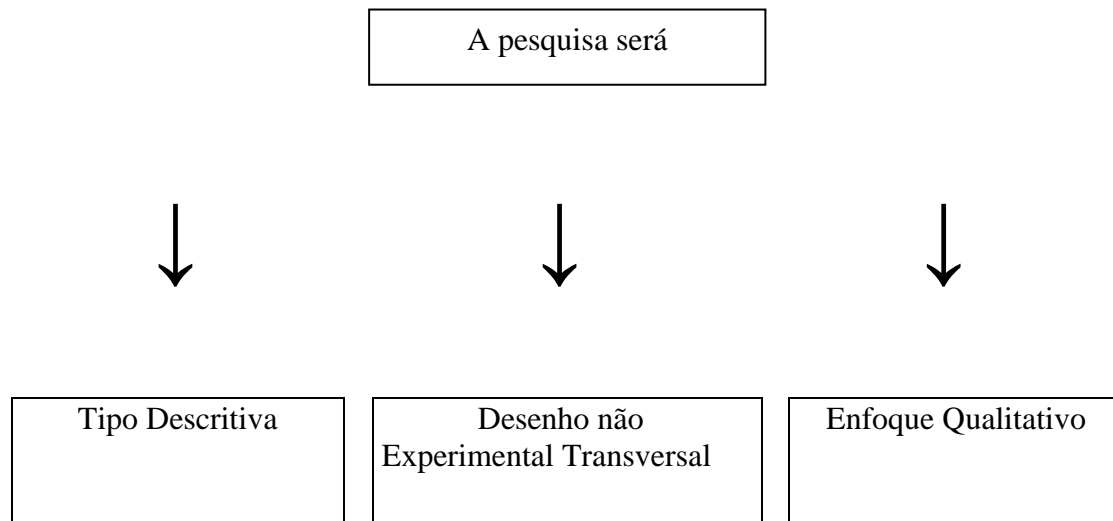 A pesquisa será
Tipo Descritiva
Desenho não
Experimental Transversal
Enfoque Qualitativo